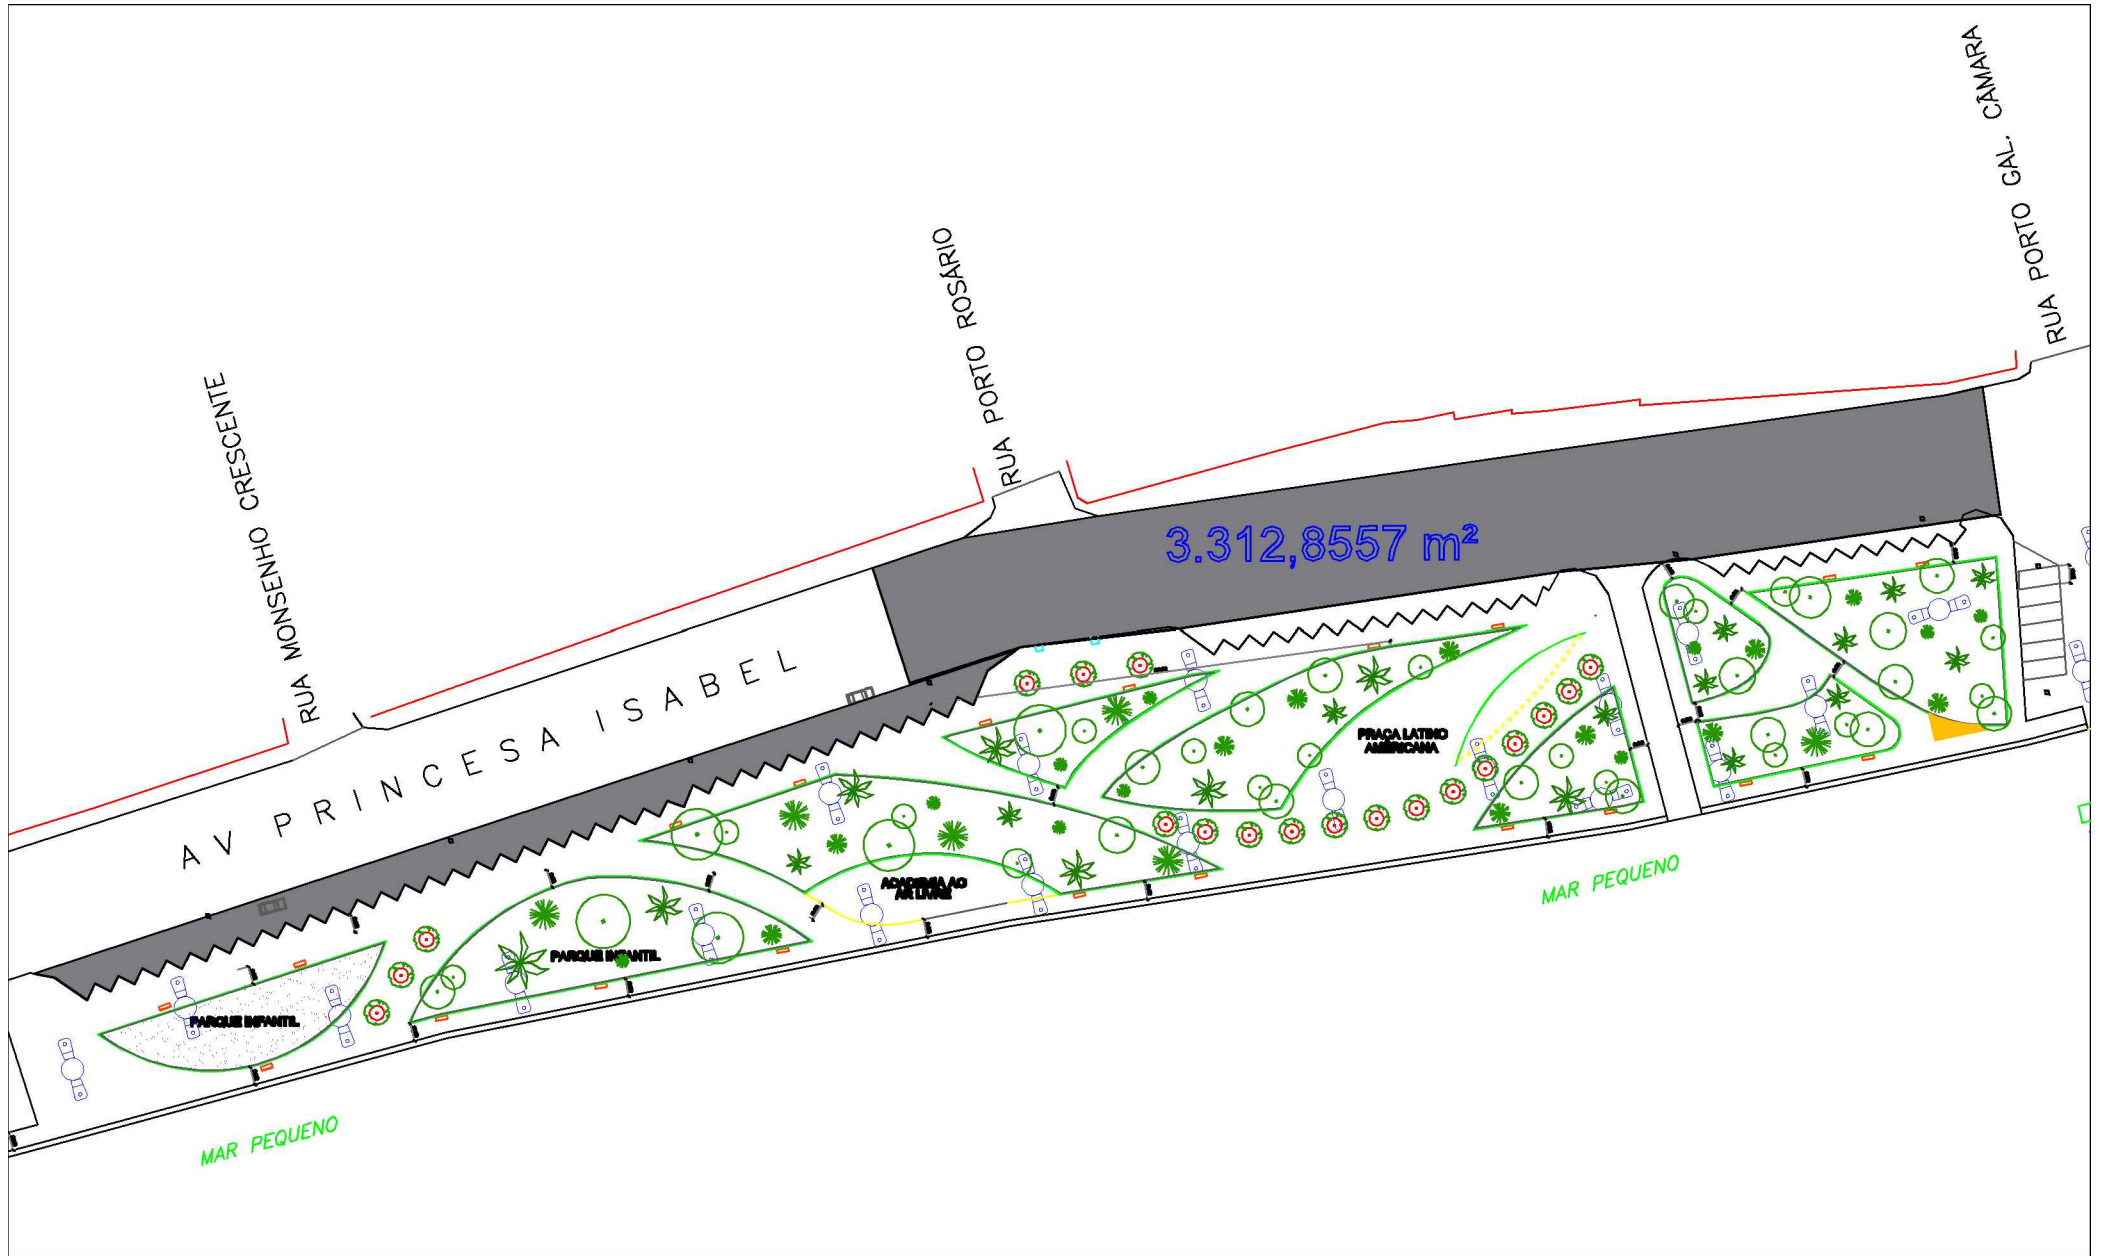 RUA PORTO GAL. CÂMARA
RUA PORTO ROSÁRIO
RUA MONSENHO CRESCENTE
3.312,8557 m²
AV PRINCESA ISABEL
PRAÇA LATINO
AMERICANA
ACADEMIA AO
AR LIVRE
PARQUE INFANTIL
PARQUE INFANTIL
MAR PEQUENO
MAR PEQUENO